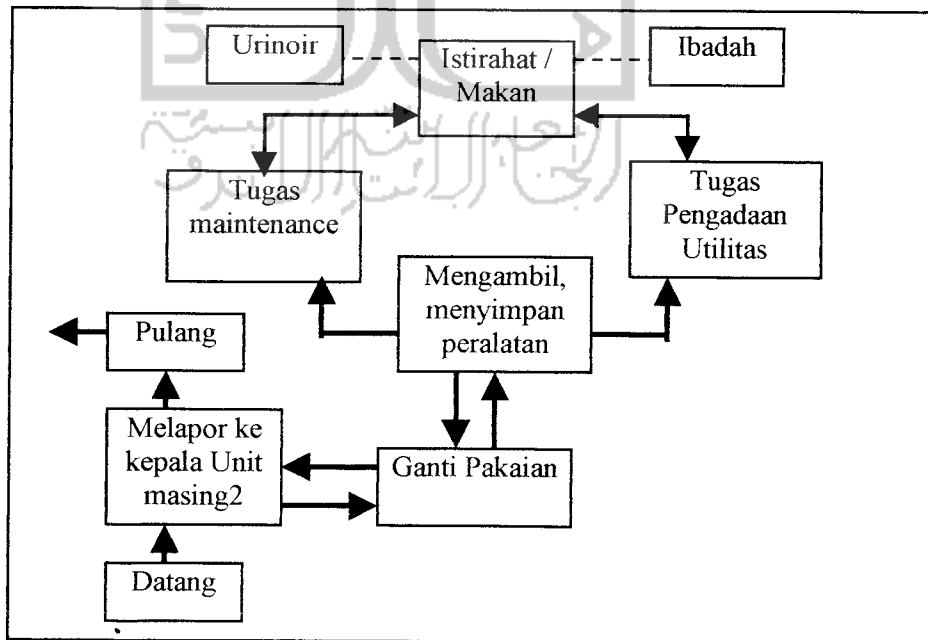 Urinoir
Istirahat /
Makan
Ibadah
Tugas
maintenance
Tugas
Pengadaan
Utilitas
Mengambil,
menyimpan
peralatan
Pulang
Melapor ke
kepala Unit
masing2
Ganti Pakaian
Datang